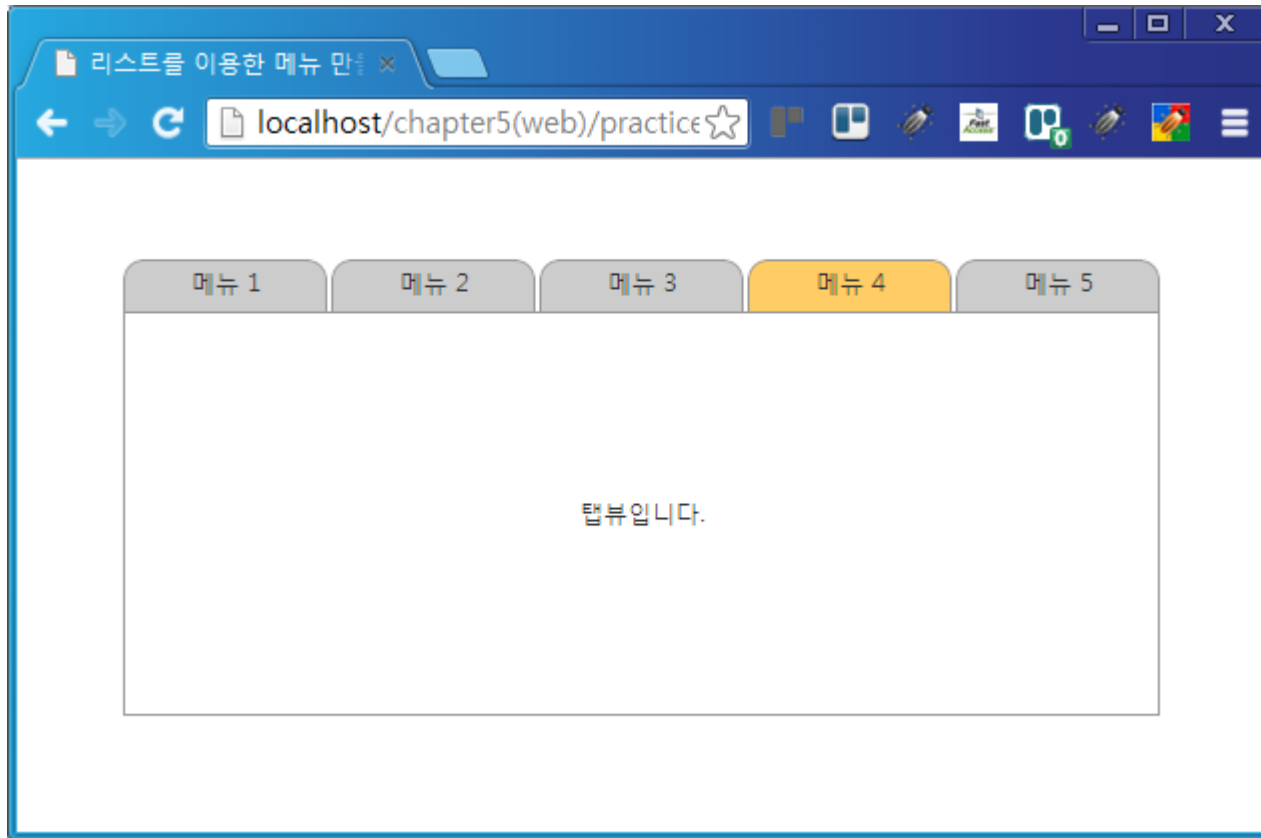 리스트를 이용한 메뉴 만
localhost/chapter5(web)/practice
0
메뉴 1
메뉴 2
메뉴 3
메뉴 4
메뉴 5
탭뷰입니다.